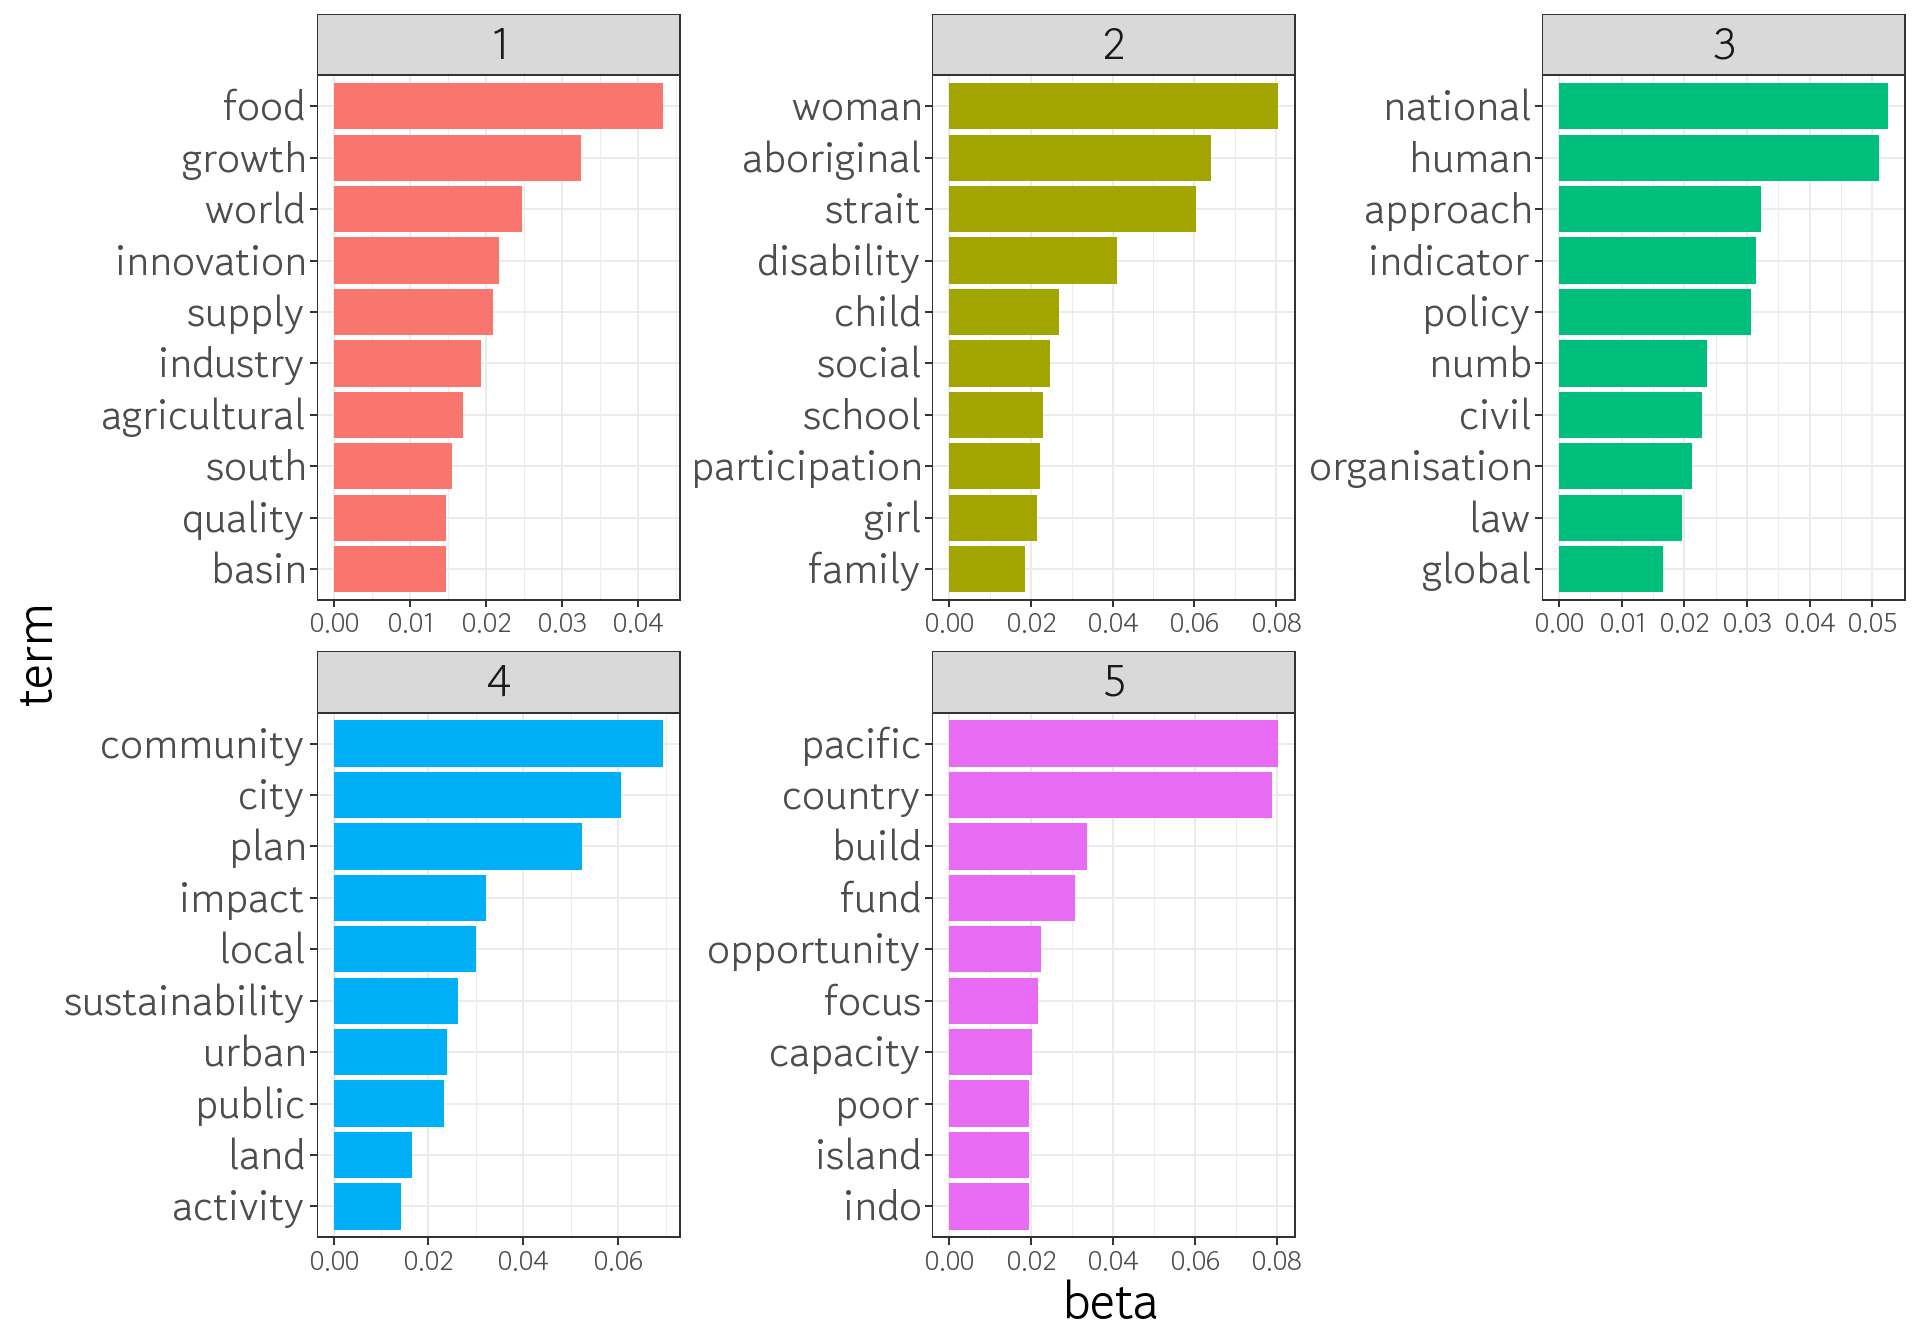 1
food
growth
world
innovation
supply
industry
agricultural
south
quality
basin
0.00 0.01 0.02 0.03 0.04
2
woman
aboriginal
strait
disability
child
social
school
participation
girl
family
0.00 0.02 0.04 0.06 0.08
3
national
human
approach
indicator
policy
numb
civil
organisation
law
global
0.00 0.01 0.02 0.03 0.04 0.05
term
4
community
city
plan
impact
local
sustainability
urban
public
land
activity
0.00 0.02 0.04 0.06
5
pacific
country
build
fund
opportunity
focus
capacity
poor
island
indo
0.00 0.02 0.04 0.06 0.08
beta